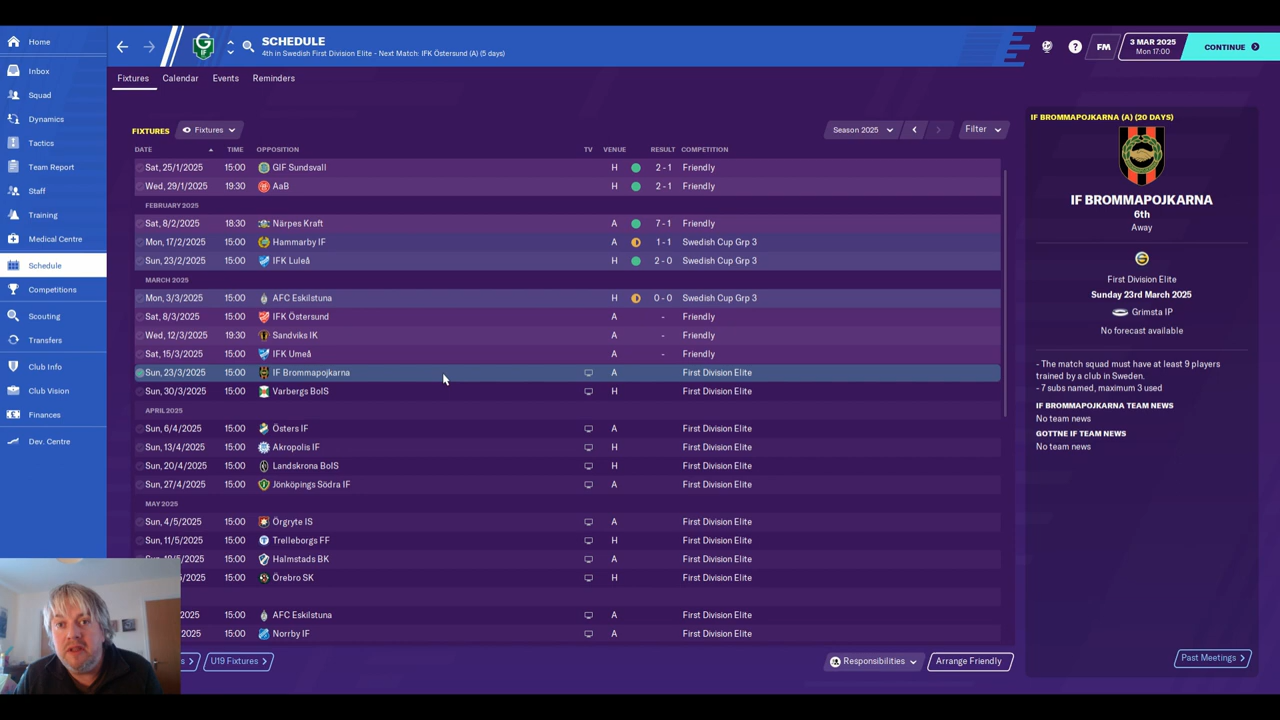 Home
SCHEDULE
4th in Swedish First Division Elite - Next Match: IFK Östersund (A) (5 days)
FM
3 MAR 2025
Mon 17:00
CONTINUE
Inbox
Squad
Dynamics
Tactics
Team Report
Staff
Training
Medical Centre
Schedule
Competitions
Scouting
Transfers
Club Info
Club Vision
Finances
Dev. Centre
Fixtures Calendar Events Reminders
FIXTURES Fixtures Season 2025 Filter
DATE TIME OPPOSITION TV VENUE RESULT COMPETITION
Sat, 25/1/2025 15:00 GIF Sundsvall H 2 - 1 Friendly
Wed, 29/1/2025 19:30 AaB H 2 - 1 Friendly
FEBRUARY 2025
Sat, 8/2/2025 18:30 Närpes Kraft A 7 - 1 Friendly
Mon, 17/2/2025 15:00 Hammarby IF A 1 - 1 Swedish Cup Grp 3
Sun, 23/2/2025 15:00 IFK Luleå H 2 - 0 Swedish Cup Grp 3
MARCH 2025
Mon, 3/3/2025 15:00 AFC Eskilstuna H 0 - 0 Swedish Cup Grp 3
Sat, 8/3/2025 15:00 IFK Östersund A - Friendly
Wed, 12/3/2025 19:30 Sandviks IK A - Friendly
Sat, 15/3/2025 15:00 IFK Umeå A - Friendly
Sun, 23/3/2025 15:00 IF Brommapojkarna A First Division Elite
Sun, 30/3/2025 15:00 Varbergs BoIS H First Division Elite
APRIL 2025
Sun, 6/4/2025 15:00 Östers IF A First Division Elite
Sun, 13/4/2025 15:00 Akropolis IF H First Division Elite
Sun, 20/4/2025 15:00 Landskrona BoIS H First Division Elite
Sun, 27/4/2025 15:00 Jönköpings Södra IF A First Division Elite
MAY 2025
Sun, 4/5/2025 15:00 Örgryte IS A First Division Elite
Sun, 11/5/2025 15:00 Trelleborgs FF H First Division Elite
15:00 Halmstads BK A First Division Elite
15:00 Örebro SK H First Division Elite
15:00 AFC Eskilstuna A First Division Elite
15:00 Norrby IF A First Division Elite
U19 Fixtures
Responsibilities
Arrange Friendly
IF BROMMAPOJKARNA (A) (20 DAYS)
IF BROMMAPOJKARNA
6th
Away
First Division Elite
Sunday 23rd March 2025
Grimsta IP
No forecast available
- The match squad must have at least 9 players
trained by a club in Sweden.
- 7 subs named, maximum 3 used
IF BROMMAPOJKARNA TEAM NEWS
No team news
GOTTNE IF TEAM NEWS
No team news
Past Meetings